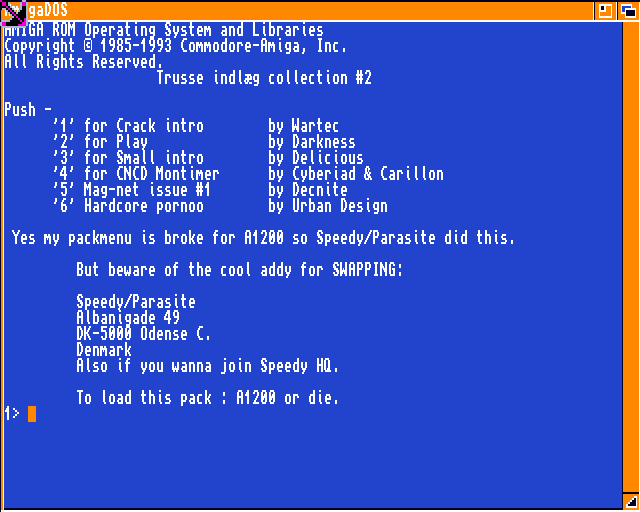 gaDOS
AMIGA ROM Operating System and Libraries
Copyright © 1985-1993 Commodore-Amiga, Inc.
All Rights Reserved.
Trusse indlæg collection #2
Push -
'1' for Crack intro by Wartec
'2' for Play by Darkness
'3' for Small intro by Delicious
'4' for CNCD Montimer by Cyberiad & Carillon
'5' Mag-net issue #1 by Decnite
'6' Hardcore pornoo by Urban Design
Yes my packmenu is broke for A1200 so Speedy/Parasite did this.
But beware of the cool addy for SWAPPING:
Speedy/Parasite
Albanigade 49
DK-5000 Odense C.
Denmark
Also if you wanna join Speedy HQ.
To load this pack : A1200 or die.
1>